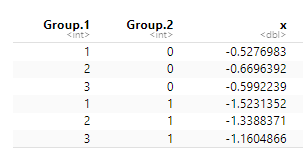 Group.1 Group.2 x
<int> <int> <dbl>
1 0 -0.5276983
2 0 -0.6696392
3 0 -0.5992239
1 1 -1.5231352
2 1 -1.3388371
3 1 -1.1604866